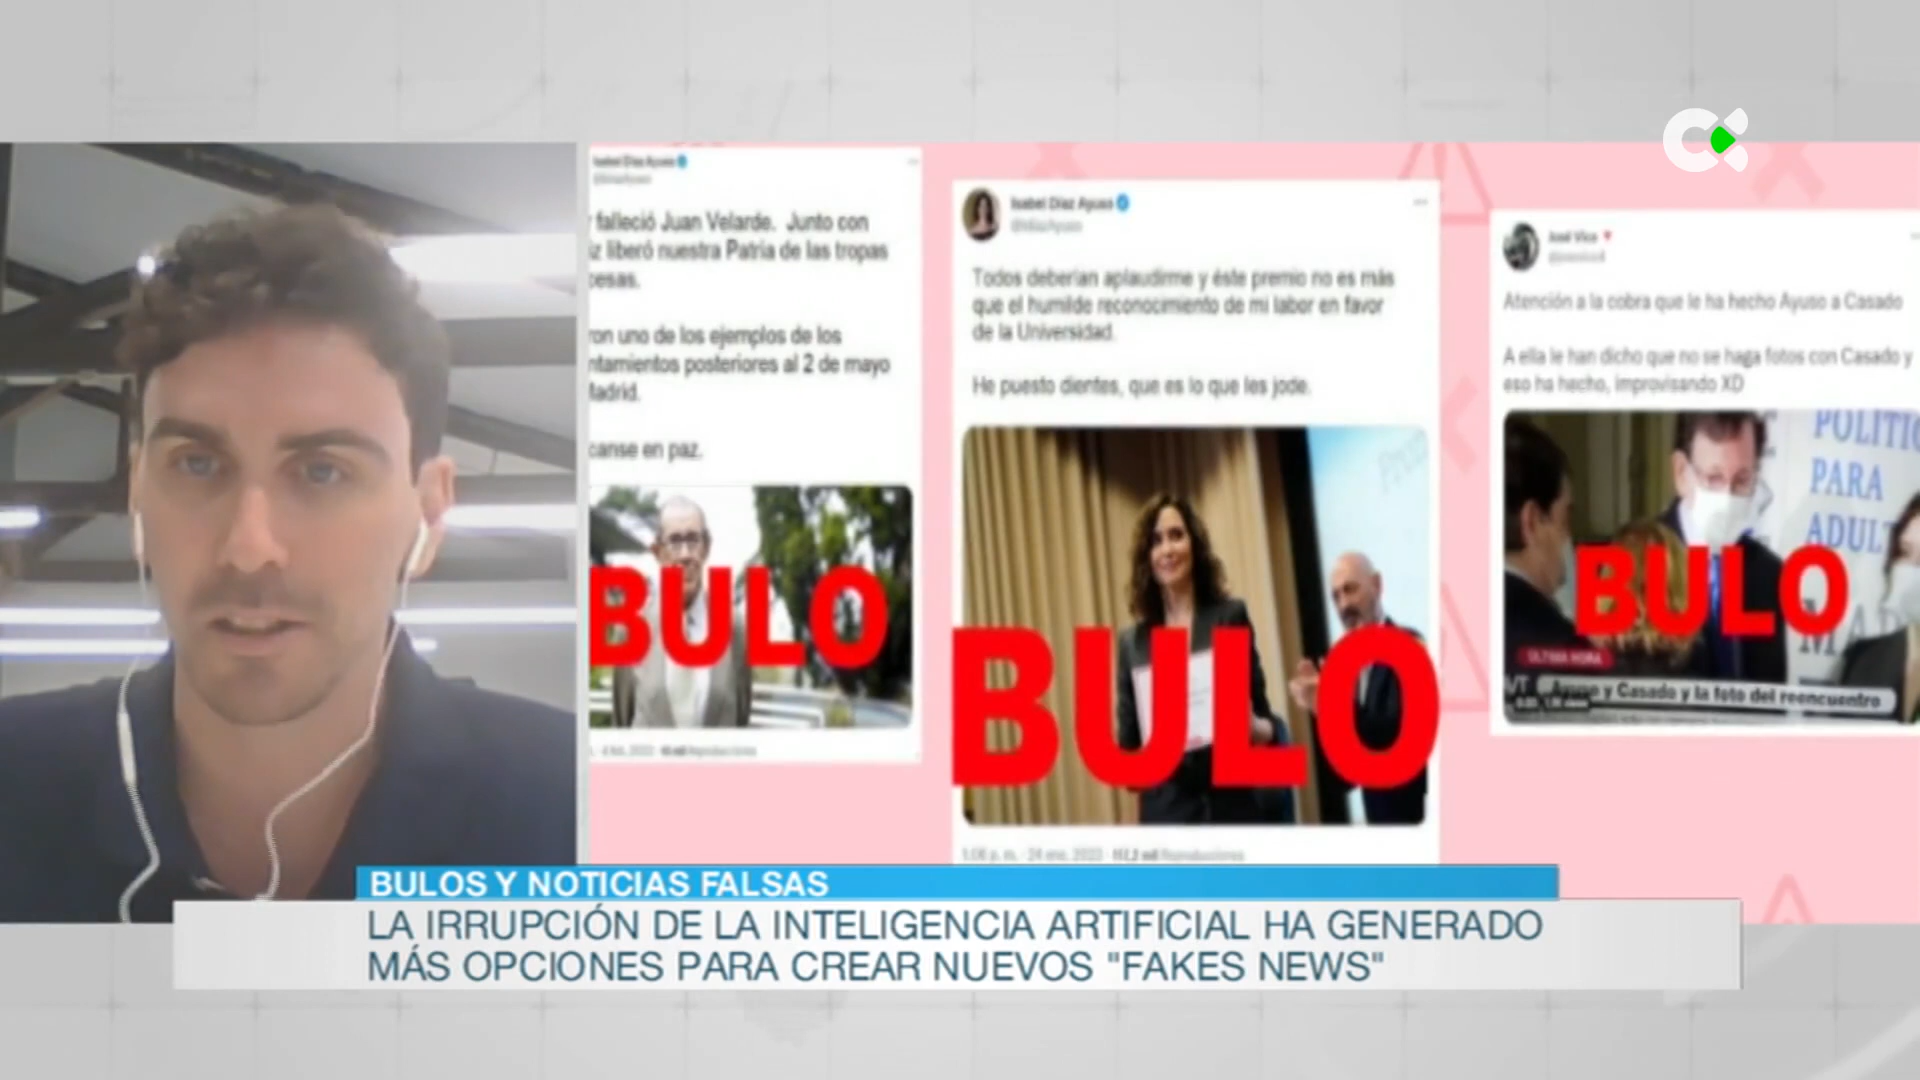 Isabel Díaz Ayuso
falleció Juan Velarde. Junto con
iz liberó nuestra Patria de las tropas
cesas.
ron uno de los ejemplos de los
ntamientos posteriores al 2 de mayo
Madrid.
canse en paz.
BULO
Isabel Díaz Ayuso
Todos deberían aplaudirme y éste premio no es más
que el humilde reconocimiento de mi labor en favor
de la Universidad.
He puesto dientes, que es lo que les jode.
BULO
José Vico
Atención a la cobra que le ha hecho Ayuso a Casado
A ella le han dicho que no se haga fotos con Casado y
eso ha hecho, improvisando XD
POLÍTIC
PARA
ADULT
BULO
ÚLTIMA HORA
Ayuso y Casado y la foto del reencuentro
BULOS Y NOTICIAS FALSAS
LA IRRUPCIÓN DE LA INTELIGENCIA ARTIFICIAL HA GENERADO
MÁS OPCIONES PARA CREAR NUEVOS "FAKES NEWS"